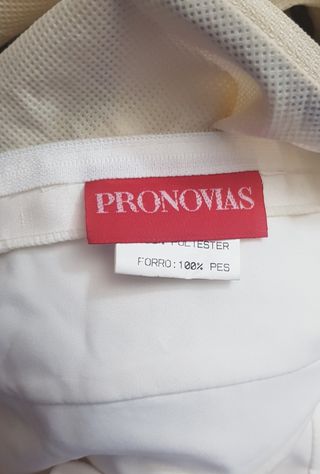 PRONOVIAS
POLYESTER
FORRO: 100% PES